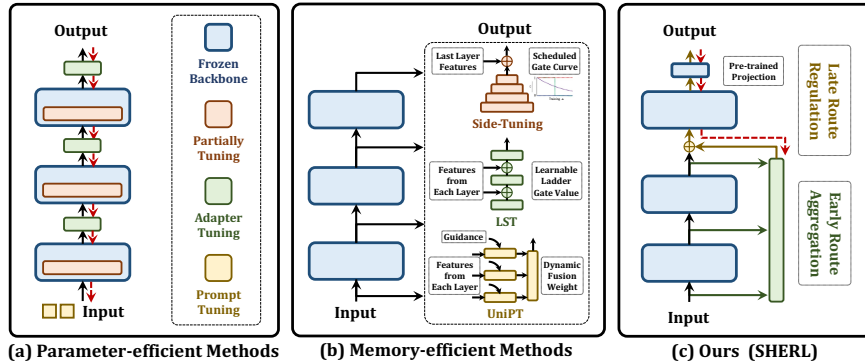 Output
Input
Frozen
Backbone
Partially
Tuning
Adapter
Tuning
Prompt
Tuning
(a) Parameter-efficient Methods
Last Layer
Features
Output
Scheduled
Gate Curve
Side-Tuning
Features from
Each Layer
Learnable
Ladder
Gate Value
LST
Guidance
Features from
Each Layer
Dynamic
Fusion
Weight
UniPT
Input
(b) Memory-efficient Methods
Output
Pre-trained
Projection
Late Route
Regulation
Early Route
Aggregation
Input
(c) Ours (SHERL)